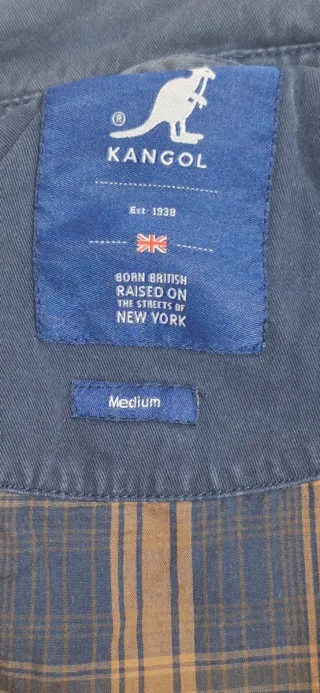 ®
KANGOL
Est 1938
BORN BRITISH
RAISED ON
THE STREETS OF
NEW YORK
Medium